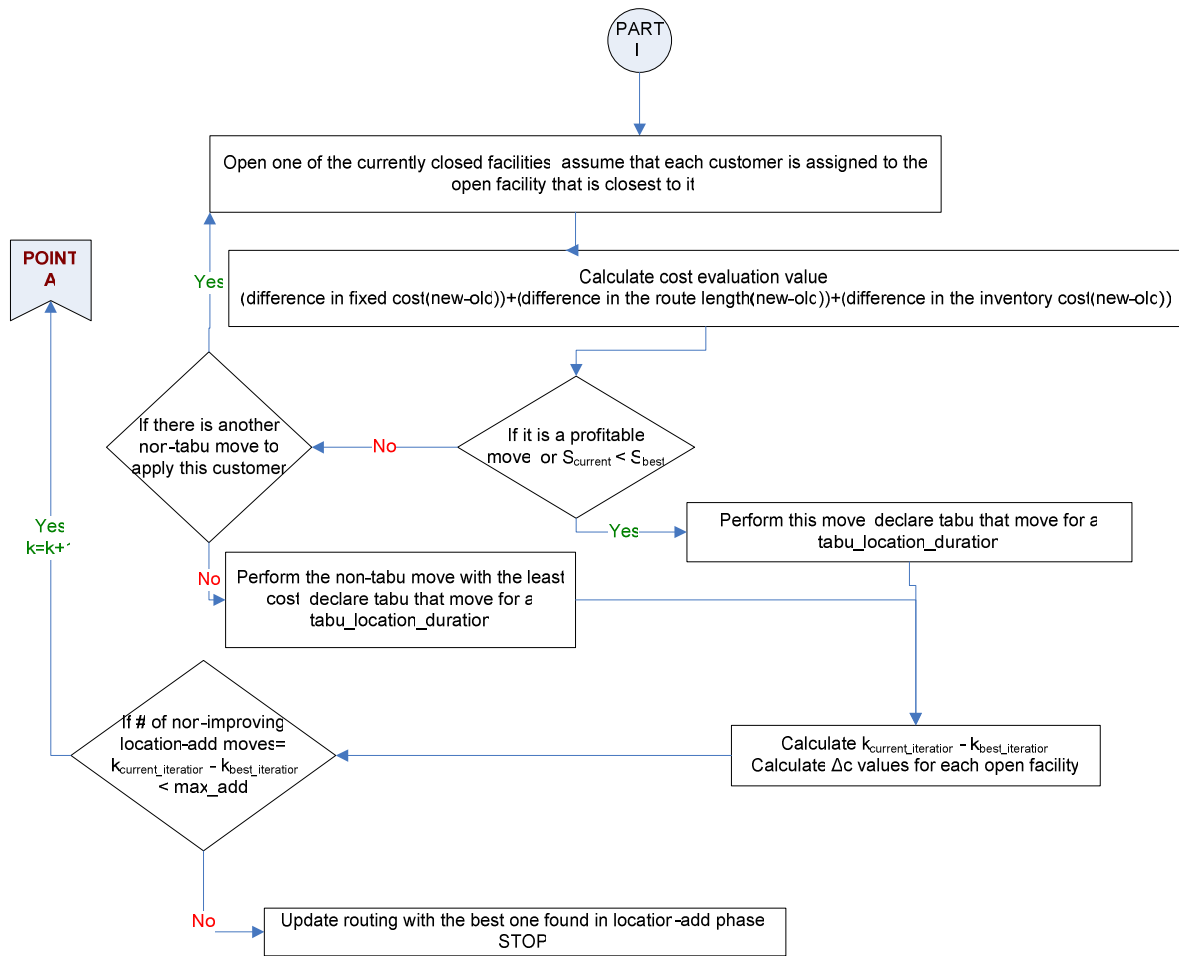 PART
I
Open one of the currently closed facilities assume that each customer is assigned to the
open facility that is closest to it
POINT
A
Yes
Calculate cost evaluation value
(difference in fixed cost(new-old))+(difference in the route length(new-old))+(difference in the inventory cost(new-old))
If there is another
non-tabu move to
apply this customer
No
If it is a profitable
move or Scurrent < Sbest
Yes
Perform this move declare tabu that move for a
tabu_location_duration
Yes
k=k+1
No
Perform the non-tabu move with the least
cost declare tabu that move for a
tabu_location_duration
If # of non-improving
location-add moves=
kcurrent_iteration - kbest_iteration
< max_add
Calculate kcurrent_iteration - kbest_iteration
Calculate Δc values for each open facility
No
Update routing with the best one found in location-add phase
STOP